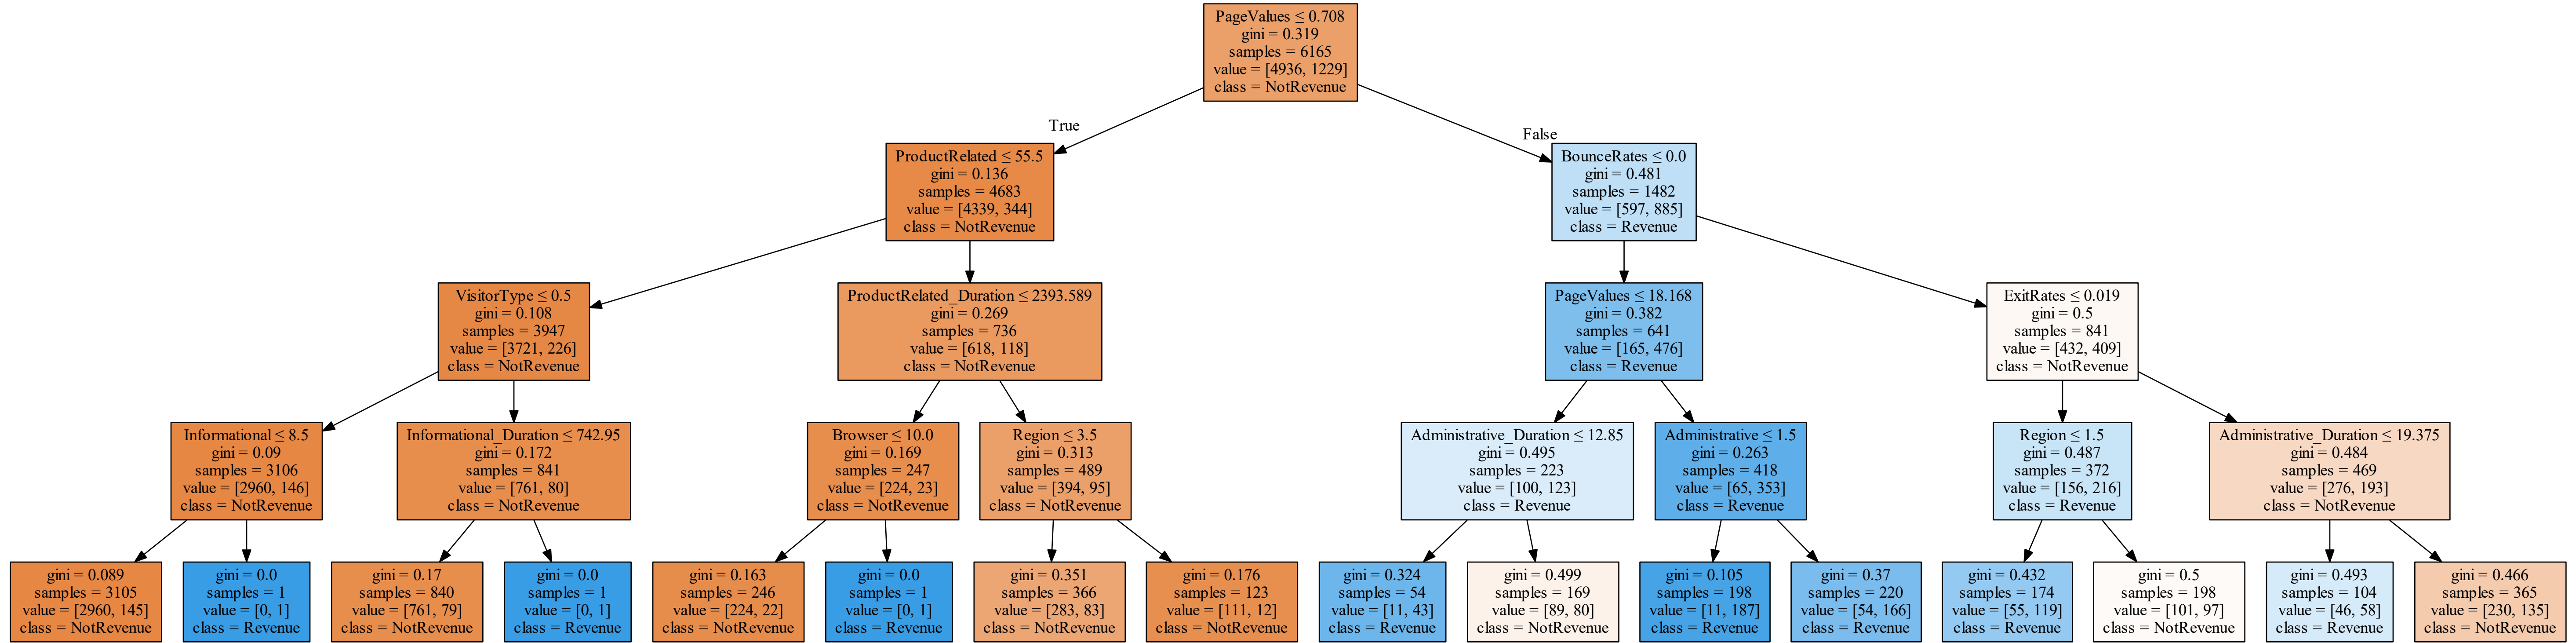 PageValues ≤ 0.708
gini = 0.319
samples = 6165
value = [4936, 1229]
class = NotRevenue
True
False
ProductRelated ≤ 55.5
gini = 0.136
samples = 4683
value = [4339, 344]
class = NotRevenue
BounceRates ≤ 0.0
gini = 0.481
samples = 1482
value = [597, 885]
class = Revenue
VisitorType ≤ 0.5
gini = 0.108
samples = 3947
value = [3721, 226]
class = NotRevenue
ProductRelated_Duration ≤ 2393.589
gini = 0.269
samples = 736
value = [618, 118]
class = NotRevenue
PageValues ≤ 18.168
gini = 0.382
samples = 641
value = [165, 476]
class = Revenue
ExitRates ≤ 0.019
gini = 0.5
samples = 841
value = [432, 409]
class = NotRevenue
Informational ≤ 8.5
gini = 0.09
samples = 3106
value = [2960, 146]
class = NotRevenue
Informational_Duration ≤ 742.95
gini = 0.172
samples = 841
value = [761, 80]
class = NotRevenue
Browser ≤ 10.0
gini = 0.169
samples = 247
value = [224, 23]
class = NotRevenue
Region ≤ 3.5
gini = 0.313
samples = 489
value = [394, 95]
class = NotRevenue
Administrative_Duration ≤ 12.85
gini = 0.495
samples = 223
value = [100, 123]
class = Revenue
Administrative ≤ 1.5
gini = 0.263
samples = 418
value = [65, 353]
class = Revenue
Region ≤ 1.5
gini = 0.487
samples = 372
value = [156, 216]
class = Revenue
Administrative_Duration ≤ 19.375
gini = 0.484
samples = 469
value = [276, 193]
class = NotRevenue
gini = 0.089
samples = 3105
value = [2960, 145]
class = NotRevenue
gini = 0.0
samples = 1
value = [0, 1]
class = Revenue
gini = 0.17
samples = 840
value = [761, 79]
class = NotRevenue
gini = 0.0
samples = 1
value = [0, 1]
class = Revenue
gini = 0.163
samples = 246
value = [224, 22]
class = NotRevenue
gini = 0.0
samples = 1
value = [0, 1]
class = Revenue
gini = 0.351
samples = 366
value = [283, 83]
class = NotRevenue
gini = 0.176
samples = 123
value = [111, 12]
class = NotRevenue
gini = 0.324
samples = 54
value = [11, 43]
class = Revenue
gini = 0.499
samples = 169
value = [89, 80]
class = NotRevenue
gini = 0.105
samples = 198
value = [11, 187]
class = Revenue
gini = 0.37
samples = 220
value = [54, 166]
class = Revenue
gini = 0.432
samples = 174
value = [55, 119]
class = Revenue
gini = 0.5
samples = 198
value = [101, 97]
class = NotRevenue
gini = 0.493
samples = 104
value = [46, 58]
class = Revenue
gini = 0.466
samples = 365
value = [230, 135]
class = NotRevenue